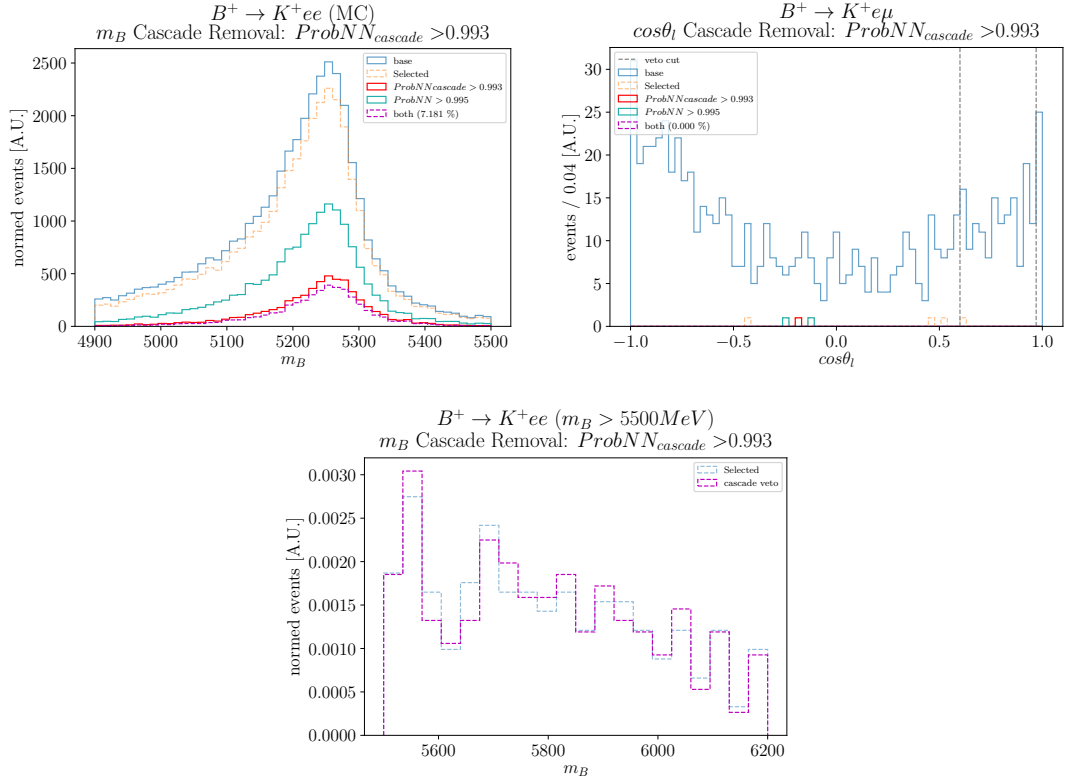 B⁺ → K⁺ee (MC)
m_B Cascade Removal: ProbNN_cascade >0.993
normed events [A.U.]
2500
2000
1500
1000
500
0
base
Selected
ProbNNcascade > 0.993
ProbNN > 0.995
both (7.181 %)
4900 5000 5100 5200 5300 5400 5500
m_B
B⁺ → K⁺eμ
cosθ_l Cascade Removal: ProbNN_cascade >0.993
events / 0.04 [A.U.]
30
25
20
15
10
5
0
veto cut
base
Selected
ProbNNcascade > 0.993
ProbNN > 0.995
both (0.000 %)
−1.0 −0.5 0.0 0.5 1.0
cosθ_l
B⁺ → K⁺ee (m_B > 5500MeV)
m_B Cascade Removal: ProbNN_cascade >0.993
normed events [A.U.]
0.0030
0.0025
0.0020
0.0015
0.0010
0.0005
0.0000
Selected
cascade veto
5600 5800 6000 6200
m_B